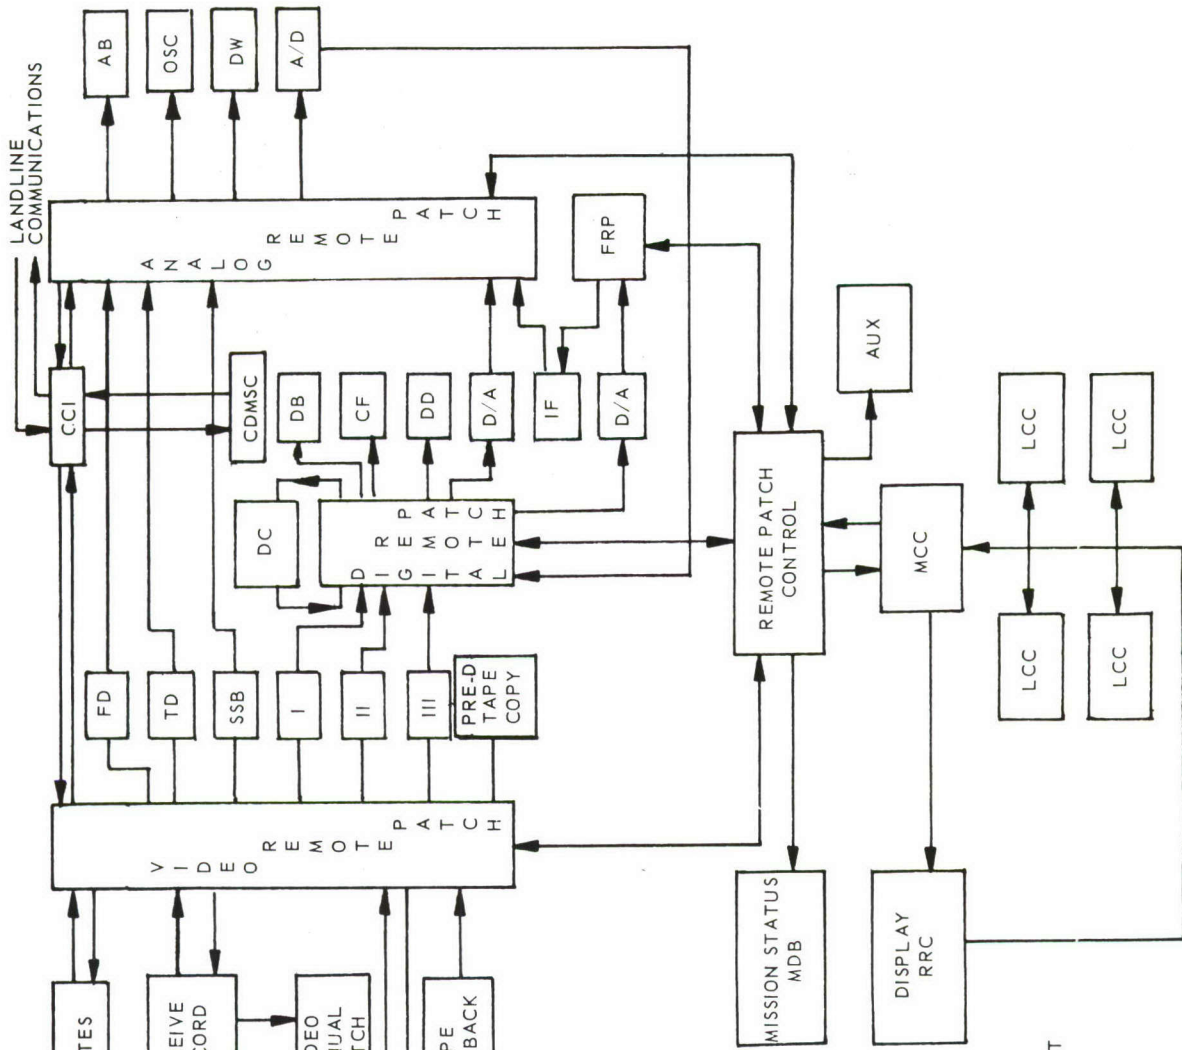 LANDLINE
COMMUNICATIONS
AB
OSC
DW
A/D
ANALOG
REMOTE
PATCH
CCI
CDMSC
DB
CF
DD
D/A
IF
D/A
FRP
DC
DIGITAL
REMOTE
PATCH
FD
TD
SSB
I
II
III
PRE-D
TAPE
COPY
VIDEO
REMOTE
PATCH
TES
EIVE
CORD
DEO
NUAL
TCH
PE
BACK
REMOTE PATCH
CONTROL
AUX
MCC
LCC
LCC
LCC
LCC
MISSION STATUS
MDB
DISPLAY
RRC
T